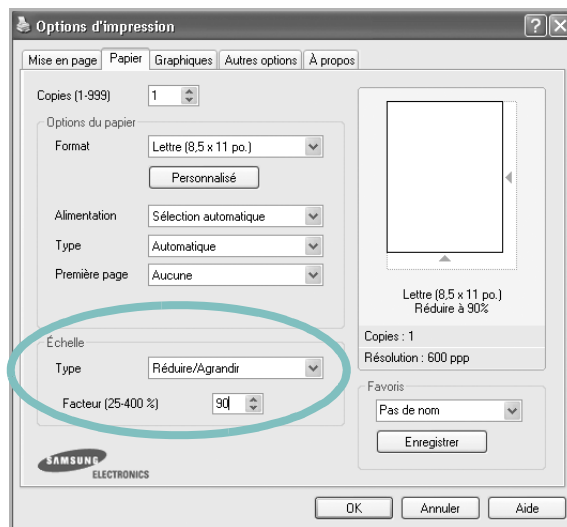 Options d'impression
Mise en page Papier Graphiques Autres options À propos
Copies (1-999) 1
Options du papier
Format Lettre (8,5 x 11 po.)
Personnalisé
Alimentation Sélection automatique
Type Automatique
Première page Aucune
Échelle
Type Réduire/Agrandir
Facteur (25-400 %) 90
SAMSUNG
ELECTRONICS
Lettre (8,5 x 11 po.)
Réduire à 90%
Copies : 1
Résolution : 600 ppp
Favoris
Pas de nom
Enregistrer
OK Annuler Aide